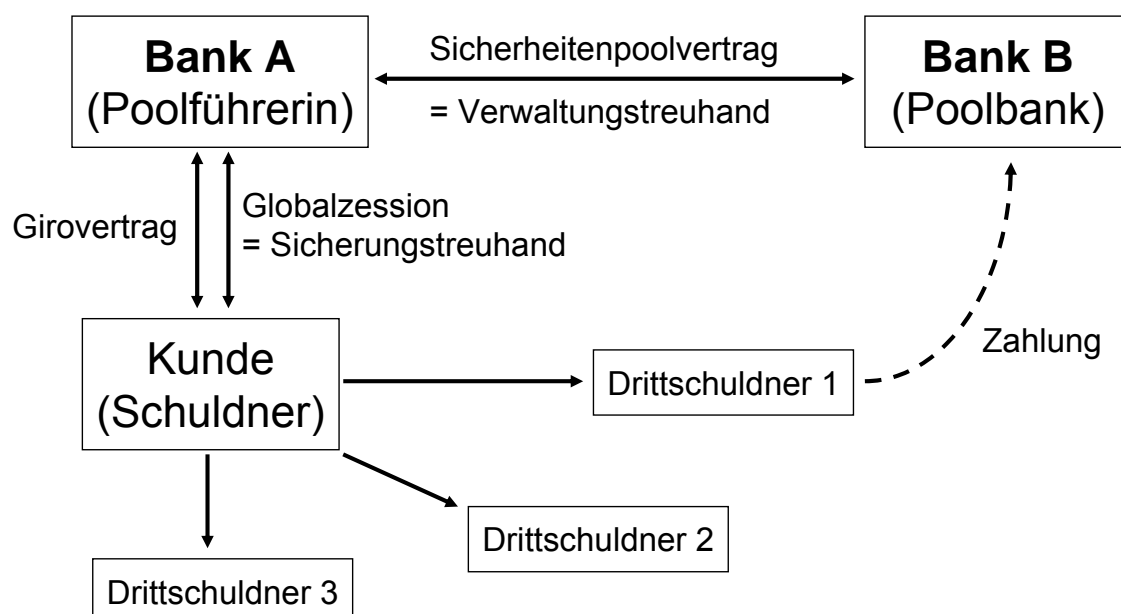 Bank A
(Poolführerin)
Sicherheitenpoolvertrag
= Verwaltungstreuhand
Bank B
(Poolbank)
Girovertrag
Globalzession
= Sicherungstreuhand
Kunde
(Schuldner)
Drittschuldner 1
Zahlung
Drittschuldner 2
Drittschuldner 3